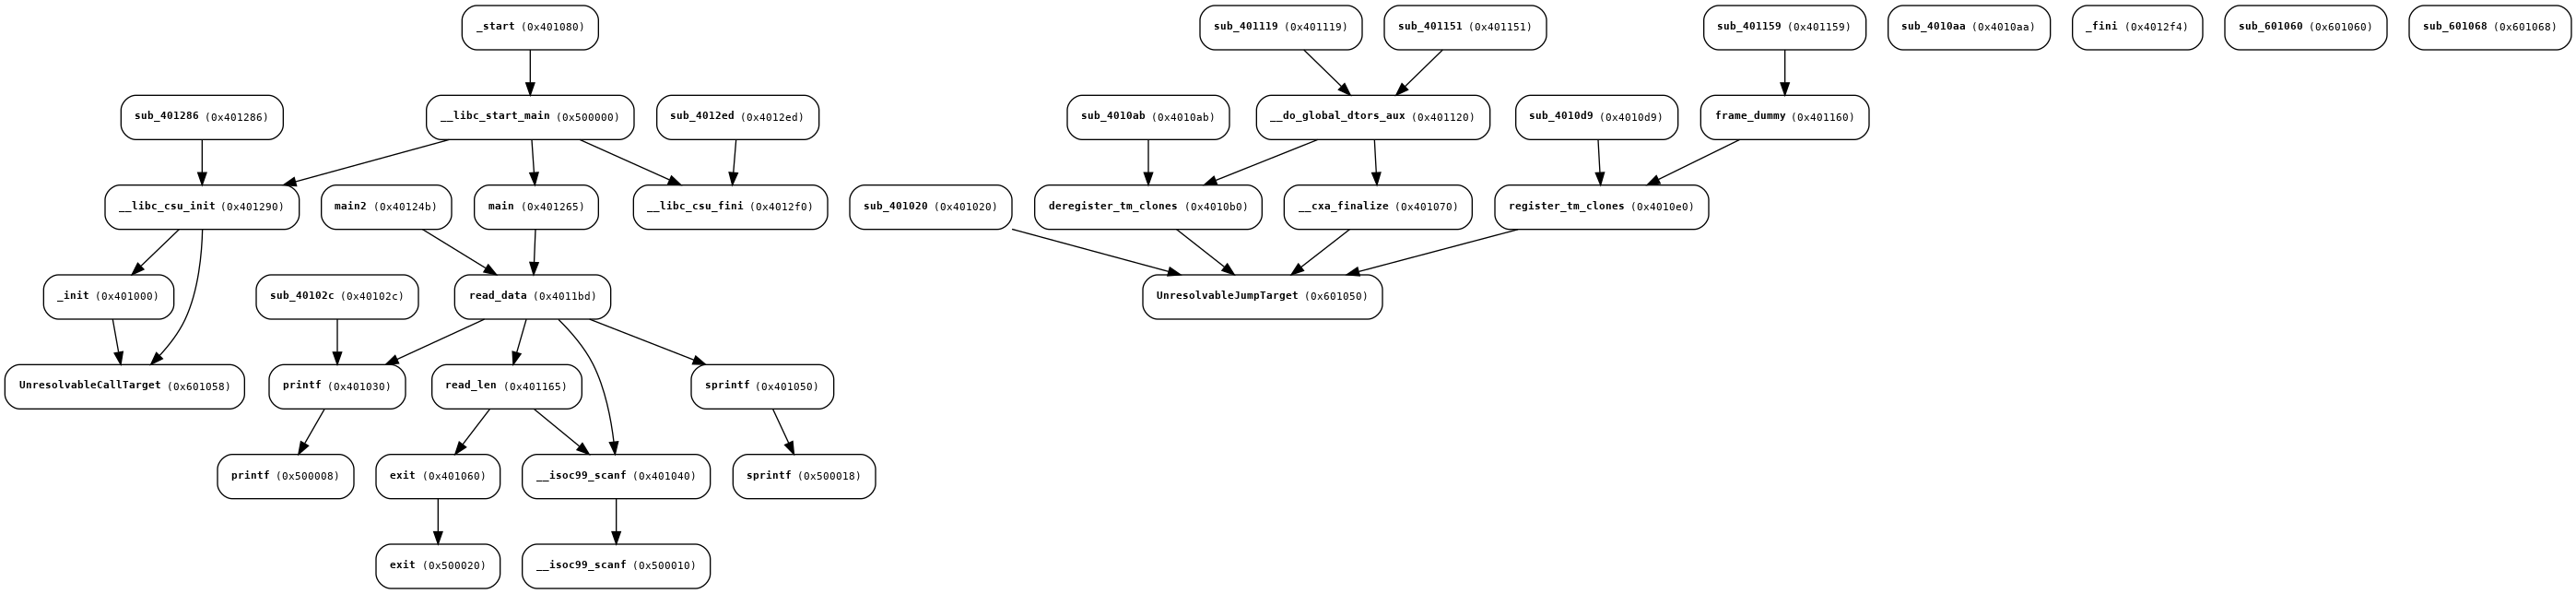 _start (0x401080)
sub_401119 (0x401119)
sub_401151 (0x401151)
sub_401159 (0x401159)
sub_4010aa (0x4010aa)
_fini (0x4012f4)
sub_601060 (0x601060)
sub_601068 (0x601068)
sub_401286 (0x401286)
__libc_start_main (0x500000)
sub_4012ed (0x4012ed)
sub_4010ab (0x4010ab)
__do_global_dtors_aux (0x401120)
sub_4010d9 (0x4010d9)
frame_dummy (0x401160)
__libc_csu_init (0x401290)
main2 (0x40124b)
main (0x401265)
__libc_csu_fini (0x4012f0)
sub_401020 (0x401020)
deregister_tm_clones (0x4010b0)
__cxa_finalize (0x401070)
register_tm_clones (0x4010e0)
_init (0x401000)
sub_40102c (0x40102c)
read_data (0x4011bd)
UnresolvableJumpTarget (0x601050)
UnresolvableCallTarget (0x601058)
printf (0x401030)
read_len (0x401165)
sprintf (0x401050)
printf (0x500008)
exit (0x401060)
__isoc99_scanf (0x401040)
sprintf (0x500018)
exit (0x500020)
__isoc99_scanf (0x500010)